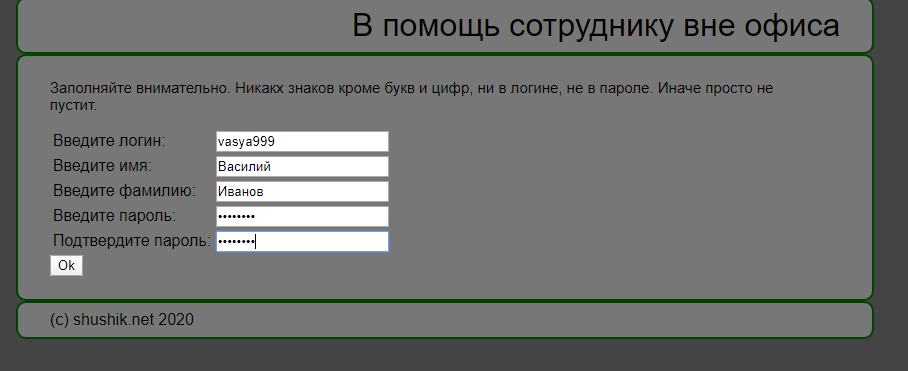 В помощь сотруднику вне офиса
Заполняйте внимательно. Никакх знаков кроме букв и цифр, ни в логине, не в пароле. Иначе просто не
пустит.
Введите логин: vasya999
Введите имя: Василий
Введите фамилию: Иванов
Введите пароль: ••••••••
Подтвердите пароль: ••••••••
Ok
(c) shushik.net 2020